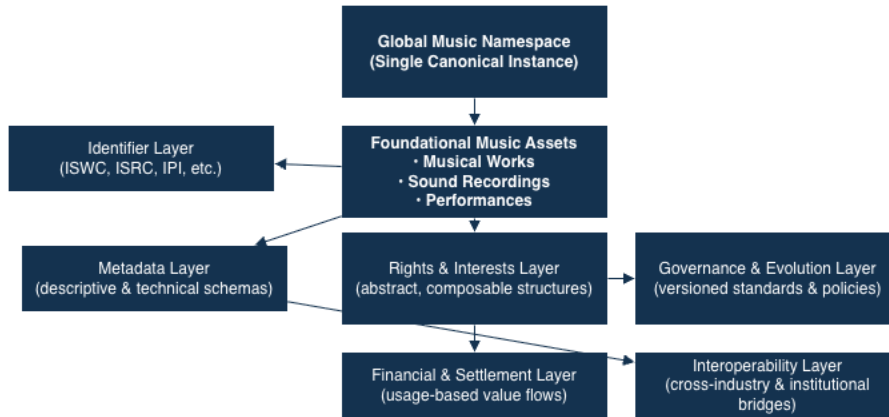 Global Music Namespace
(Single Canonical Instance)
Identifier Layer
(ISWC, ISRC, IPI, etc.)
Foundational Music Assets
· Musical Works
· Sound Recordings
· Performances
Metadata Layer
(descriptive & technical schemas)
Rights & Interests Layer
(abstract, composable structures)
Governance & Evolution Layer
(versioned standards & policies)
Financial & Settlement Layer
(usage-based value flows)
Interoperability Layer
(cross-industry & institutional
bridges)